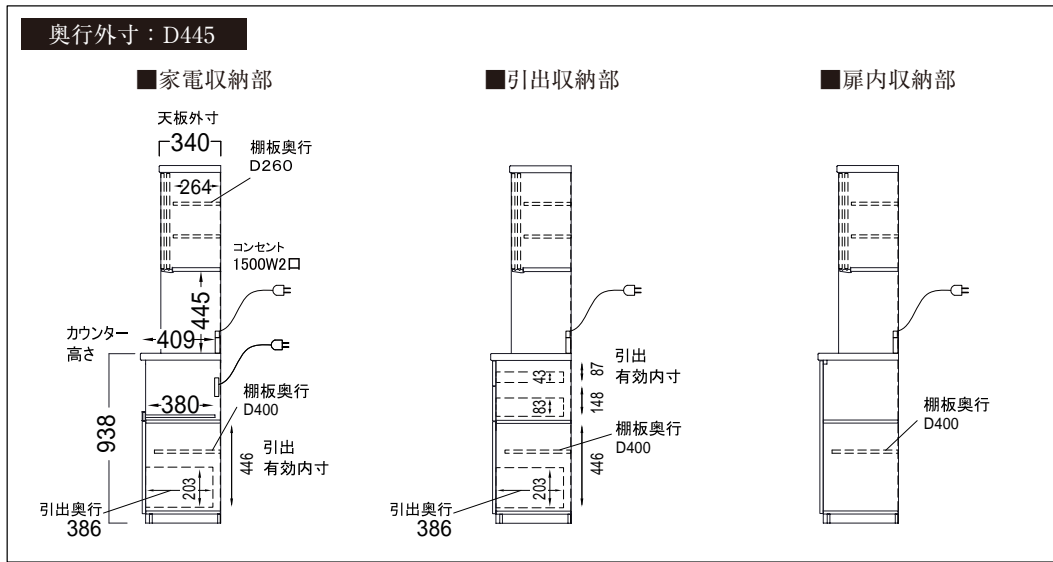 奥行外寸：D445
■家電収納部
天板外寸
340
棚板奥行
D260
264
コンセント
1500W2口
445
409
カウンター
高さ
938
380
棚板奥行
D400
引出
有効内寸
446
203
引出奥行
386
■引出収納部
引出
有効内寸
87
43
148
83
棚板奥行
D400
446
203
引出奥行
386
■扉内収納部
棚板奥行
D400